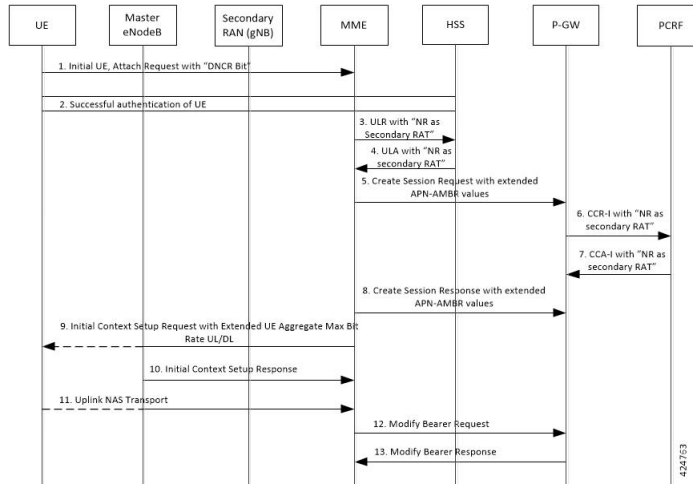 UE
Master
eNodeB
Secondary
RAN (gNB)
MME
HSS
P-GW
PCRF
1. Initial UE, Attach Request with “DNCR Bit”
2. Successful authentication of UE
3. ULR with “NR as
Secondary RAT”
4. ULA with “NR as
secondary RAT”
5. Create Session Request with extended
APN-AMBR values
6. CCR-I with “NR as
secondary RAT”
7. CCA-I with “NR as
secondary RAT”
8. Create Session Response with extended
APN-AMBR values
9. Initial Context Setup Request with Extended UE Aggregate Max Bit
Rate UL/DL
10. Initial Context Setup Response
11. Uplink NAS Transport
12. Modify Bearer Request
13. Modify Bearer Response
424763